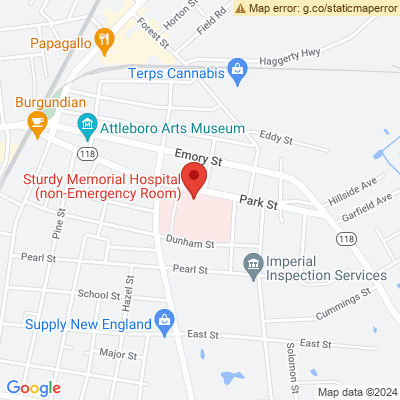 Map error: g.co/staticmaperror
Horton St
Field Rd
Forest St
Papagallo
Haggerty Hwy
Terps Cannabis
Burgundian
Attleboro Arts Museum
Eddy St
118
Emory St
Sturdy Memorial Hospital
(non-Emergency Room)
Park St
Hillside Ave
Garfield Ave
Pine St
118
Dunham St
Pearl St
Pearl St
Imperial
Inspection Services
Hazel St
School St
Cummings St
Supply New England
East St
East St
Major St
Solomon St
Google
Map data ©2024